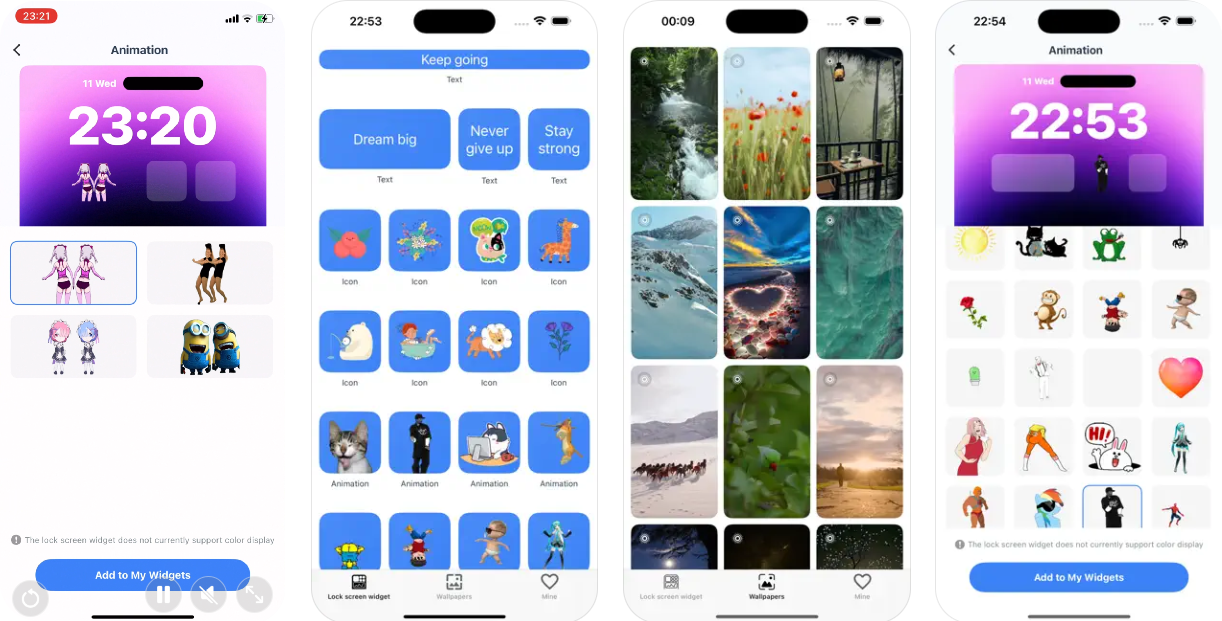 23:21
Animation
11 Wed
23:20
The lock screen widget does not currently support color display
Add to My Widgets
22:53
Keep going
Text
Dream big
Never
give up
Stay
strong
Text
Text
Text
Icon
Icon
Icon
Icon
Icon
Icon
Icon
Icon
Animation
Animation
Animation
Animation
Lock screen widget
Wallpapers
Mine
00:09
Lock screen widget
Wallpapers
Mine
22:54
Animation
11 Wed
22:53
HI!
The lock screen widget does not currently support color display
Add to My Widgets